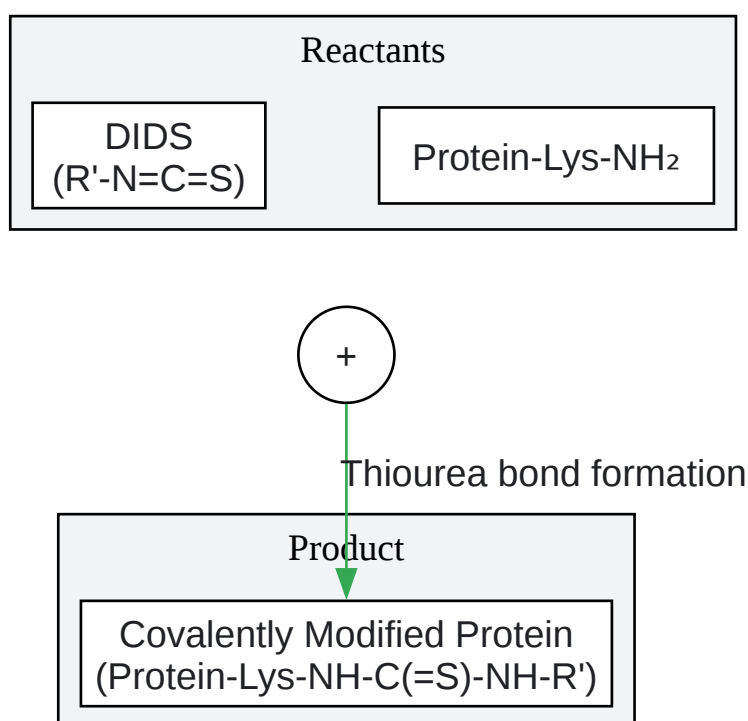 Reactants
DIDS
(R'-N=C=S)
Protein-Lys-NH₂
+
Thiourea bond formation
Product
Covalently Modified Protein
(Protein-Lys-NH-C(=S)-NH-R')